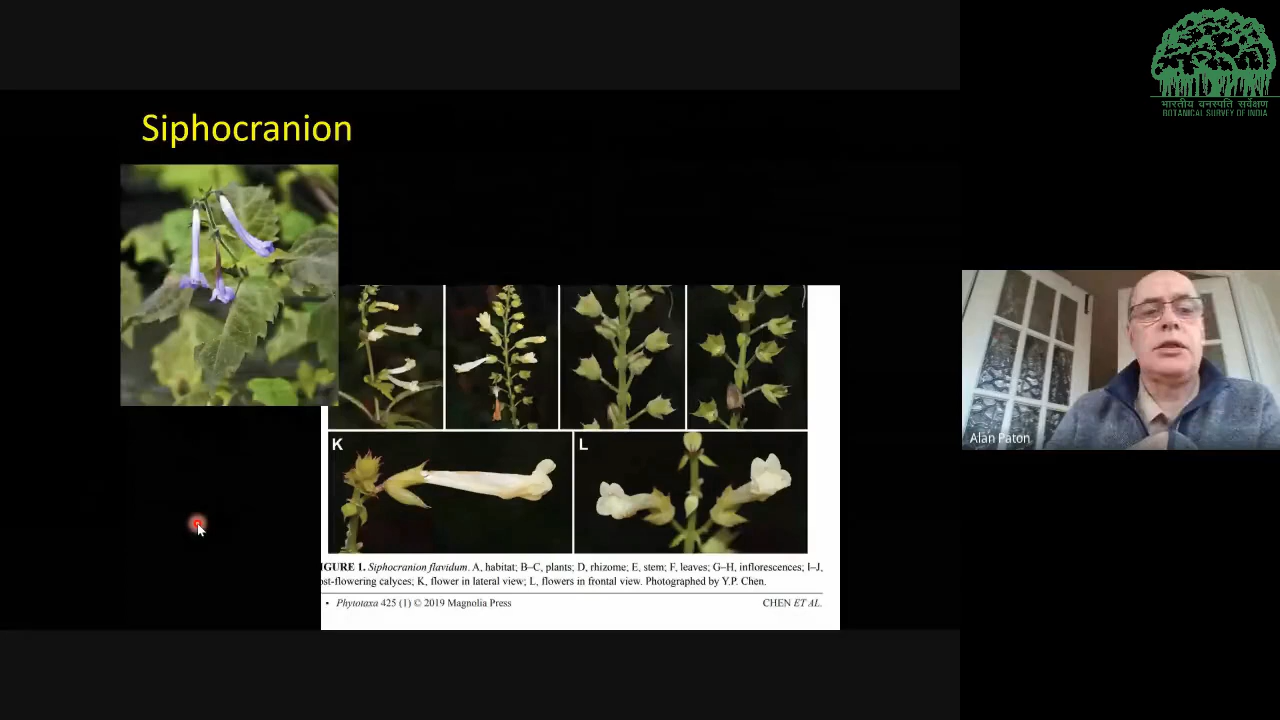 Siphocranion
भारतीय वनस्पति सर्वेक्षण
BOTANICAL SURVEY OF INDIA
K
L
IGURE 1. Siphocranion flavidum. A, habitat; B–C, plants; D, rhizome; E, stem; F, leaves; G–H, inflorescences; I–J,
ost-flowering calyces; K, flower in lateral view; L, flowers in frontal view. Photographed by Y.P. Chen.
• Phytotaxa 425 (1) © 2019 Magnolia Press
CHEN ET AL.
Alan Paton